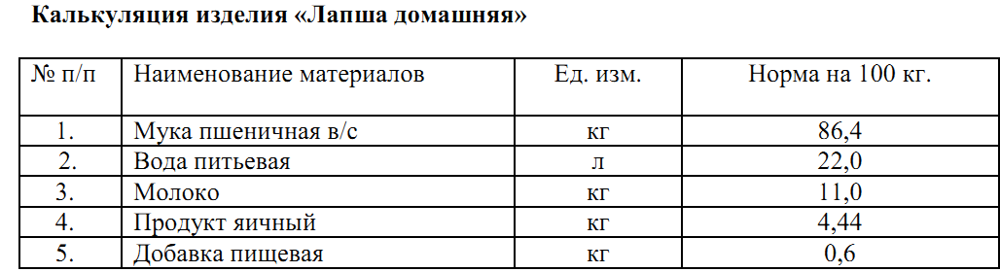 Калькуляция изделия «Лапша домашняя»
№ п/п Наименование материалов Ед. изм. Норма на 100 кг.
1. Мука пшеничная в/с кг 86,4
2. Вода питьевая л 22,0
3. Молоко кг 11,0
4. Продукт яичный кг 4,44
5. Добавка пищевая кг 0,6